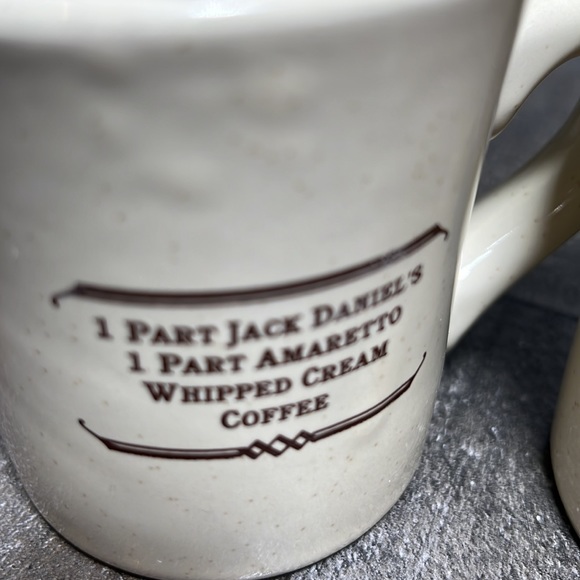 1 PART JACK DANIEL'S
1 PART AMARETTO
WHIPPED CREAM
COFFEE